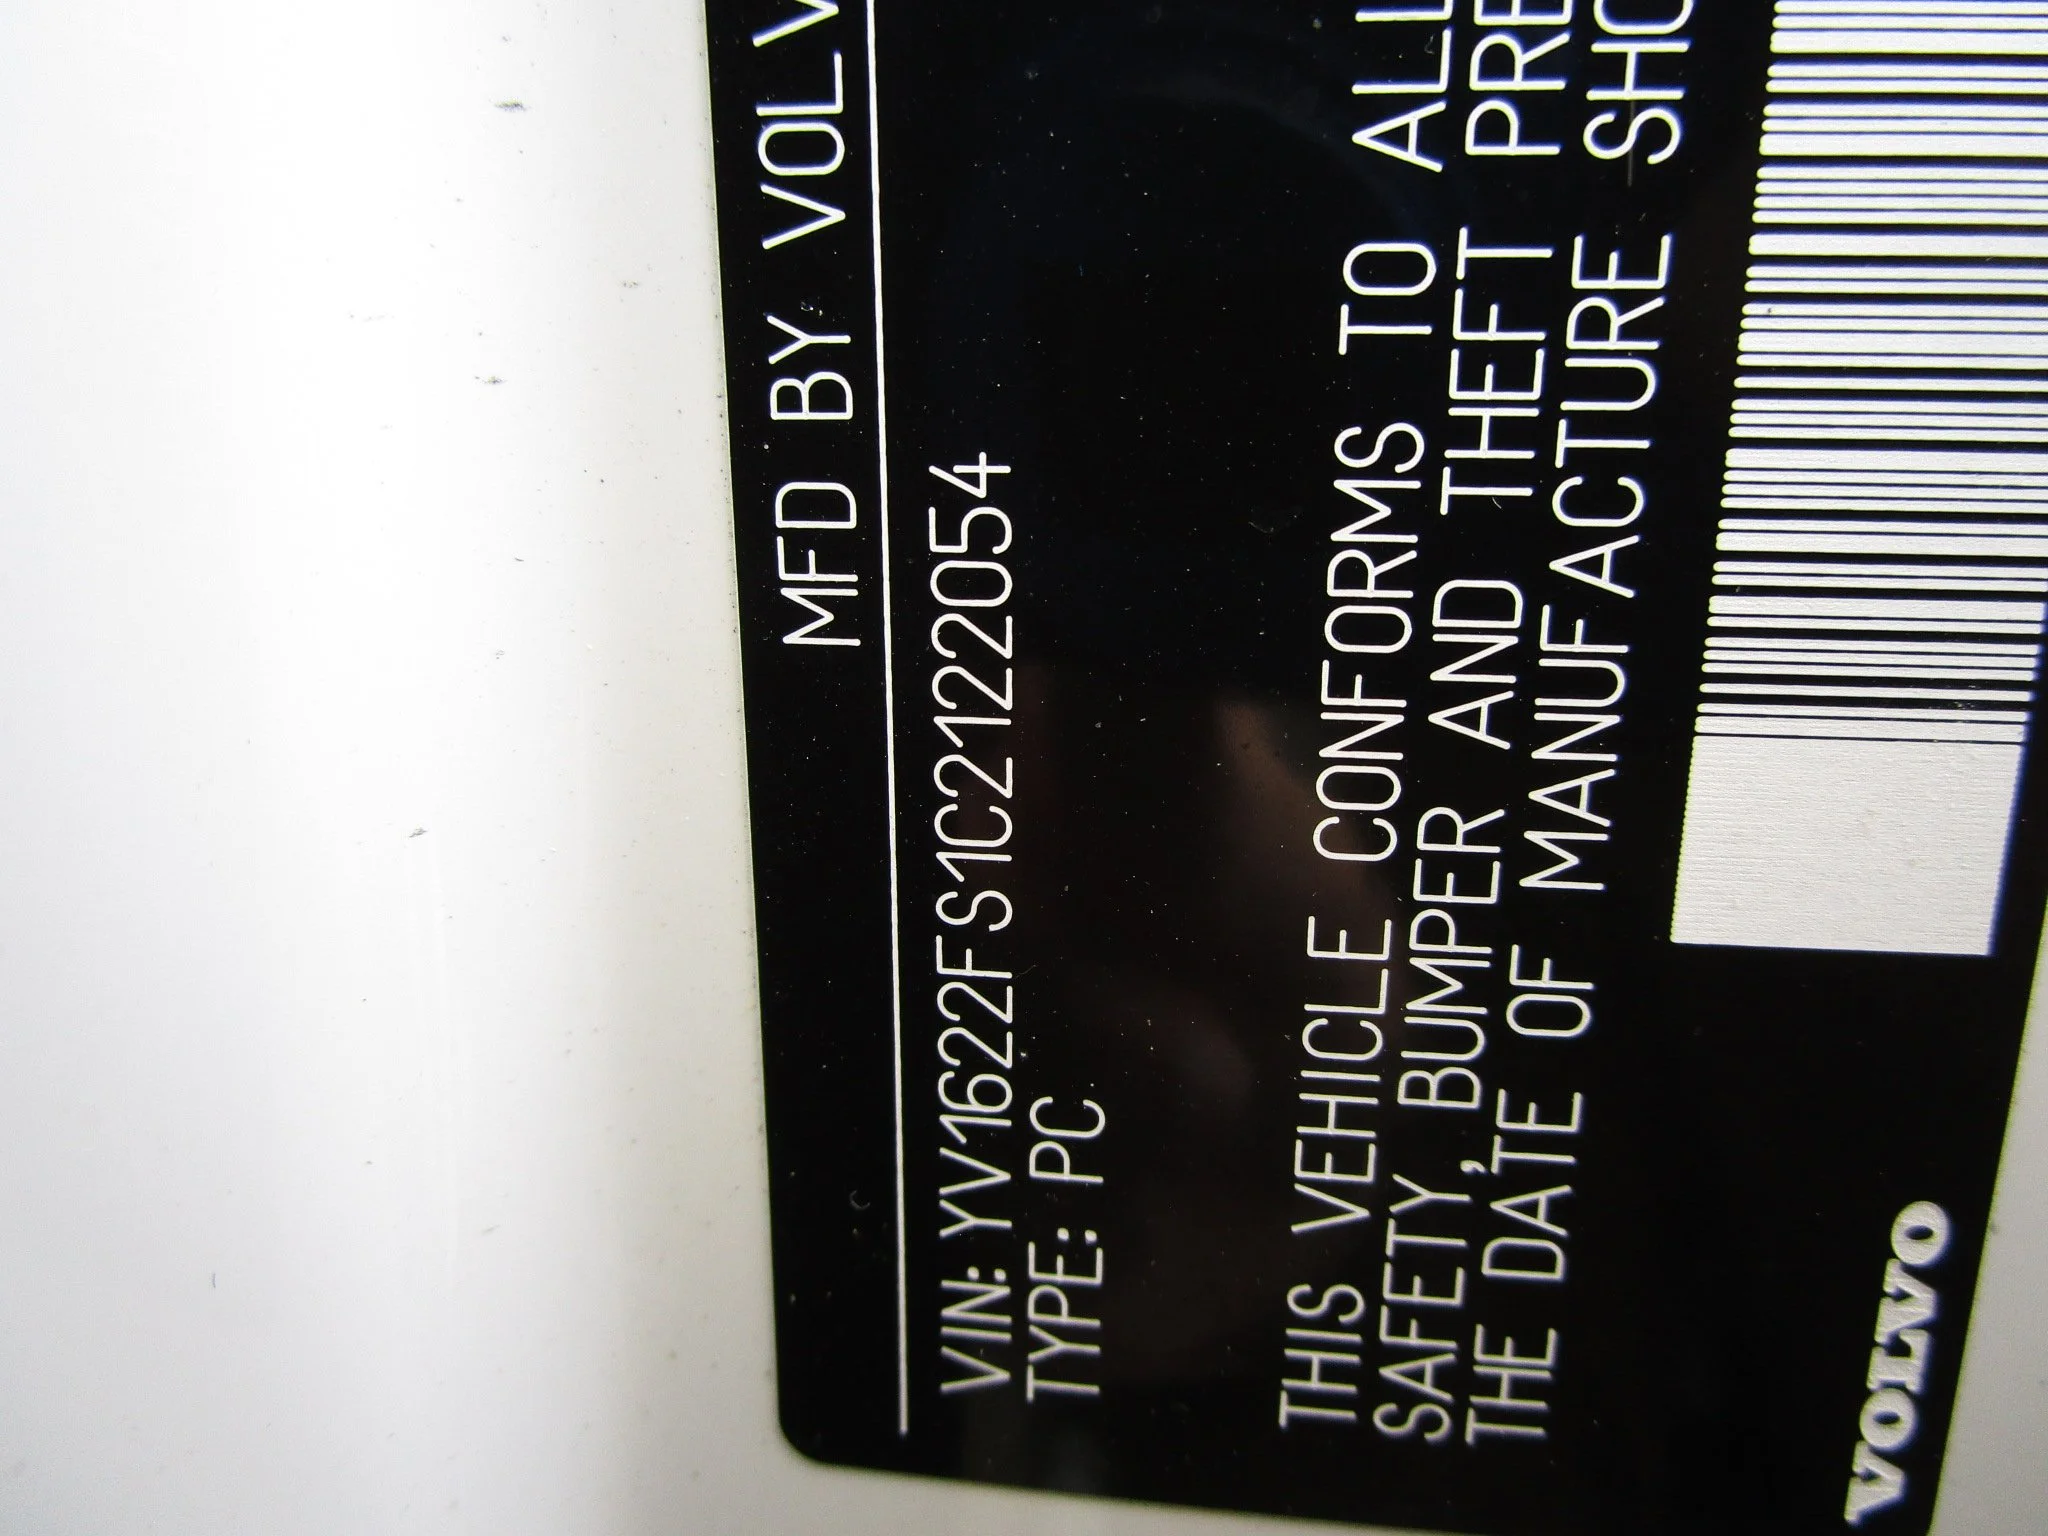 MFD BY VOLV
VIN: YV1622FS1C2122054
TYPE: PC
THIS VEHICLE CONFORMS TO ALL
SAFETY, BUMPER AND THEFT PRE
THE DATE OF MANUFACTURE SHO
VOLVO